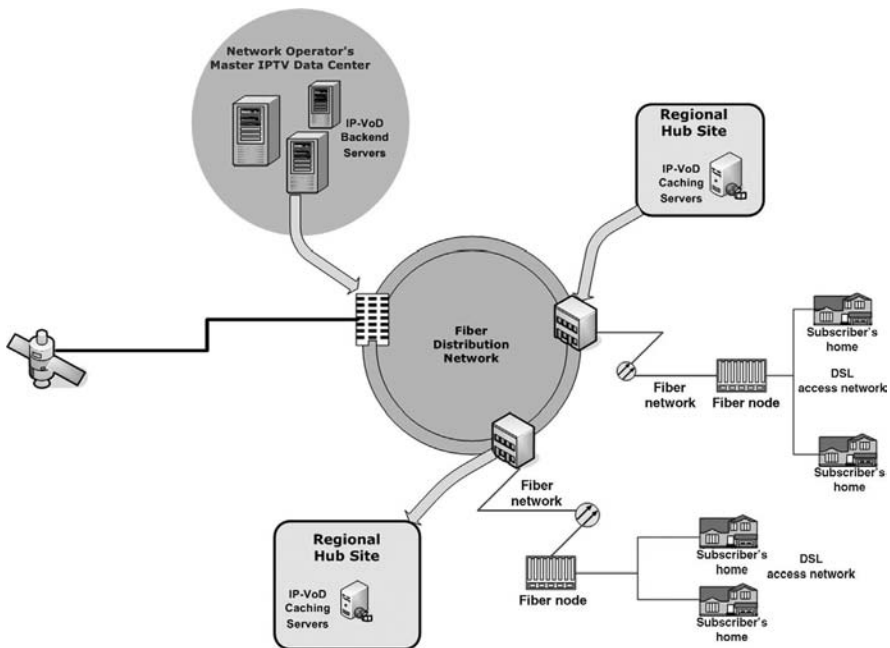 Network Operator's
Master IPTV Data Center
IP-VoD
Backend
Servers
Regional
Hub Site
IP-VoD
Caching
Servers
Fiber
Distribution
Network
Subscriber's
home
DSL
access network
Fiber
network
Fiber node
Subscriber's
home
Fiber
network
Regional
Hub Site
IP-VoD
Caching
Servers
Fiber node
Subscriber's
home
DSL
access network
Subscriber's
home